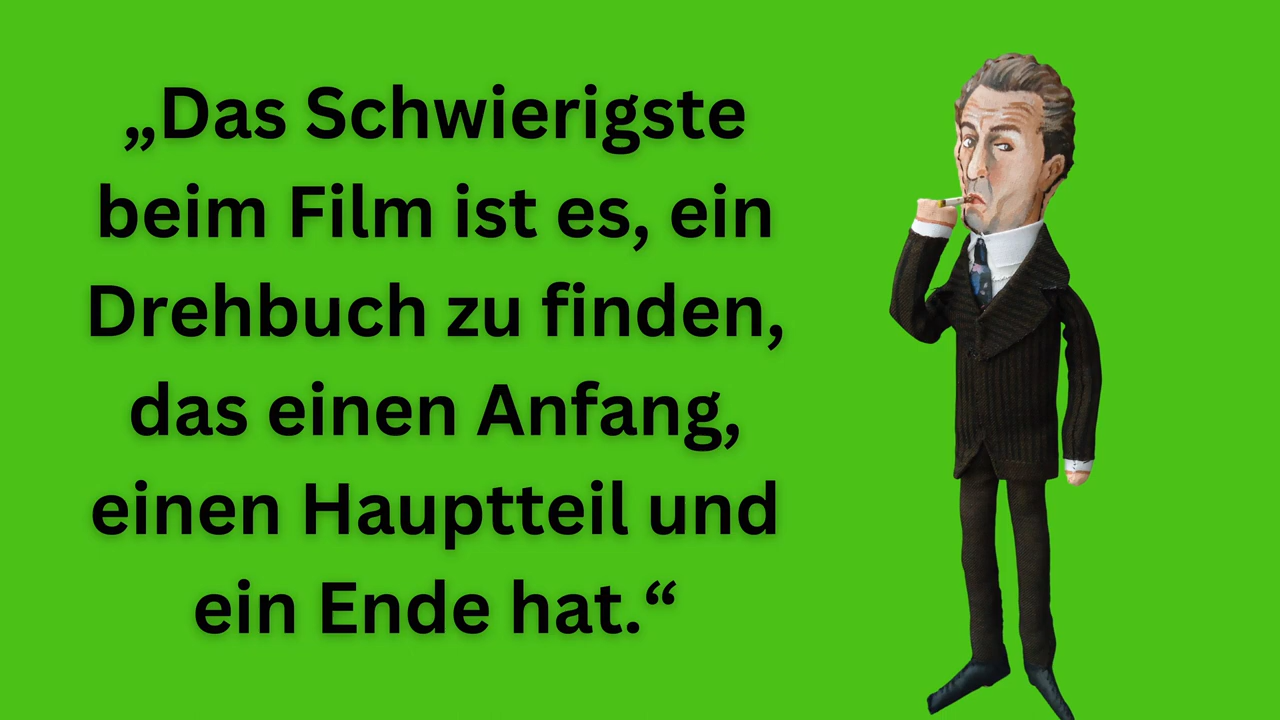 „Das Schwierigste
beim Film ist es, ein
Drehbuch zu finden,
das einen Anfang,
einen Hauptteil und
ein Ende hat.“